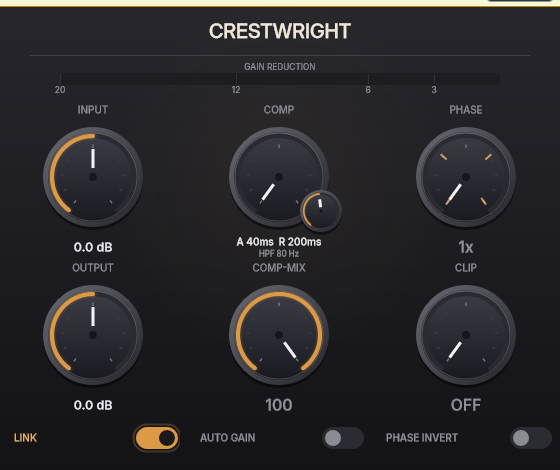 CRESTWRIGHT
GAIN REDUCTION
20 12 6 3
INPUT COMP PHASE
0.0 dB A 40ms R 200ms 1x
HPF 80 Hz
OUTPUT COMP-MIX CLIP
0.0 dB 100 OFF
LINK AUTO GAIN PHASE INVERT